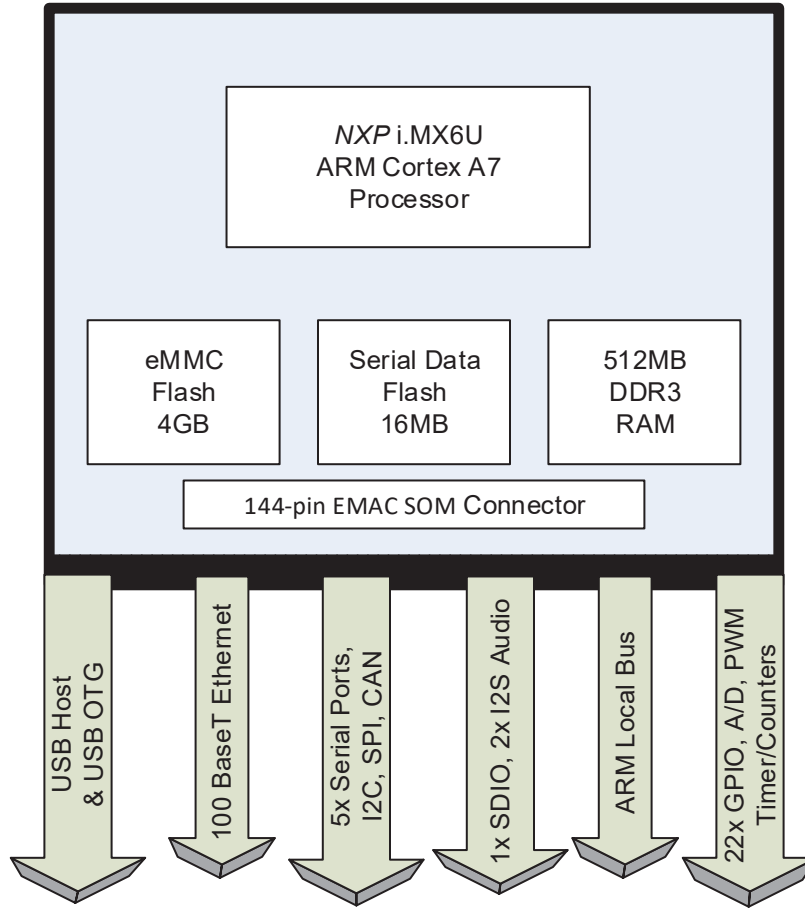 NXP i.MX6U
ARM Cortex A7
Processor
eMMC
Flash
4GB
Serial Data
Flash
16MB
512MB
DDR3
RAM
144-pin EMAC SOM Connector
USB Host
& USB OTG
100 BaseT Ethernet
5x Serial Ports,
I2C, SPI, CAN
1x SDIO, 2x I2S Audio
ARM Local Bus
22x GPIO, A/D, PWM
Timer/Counters